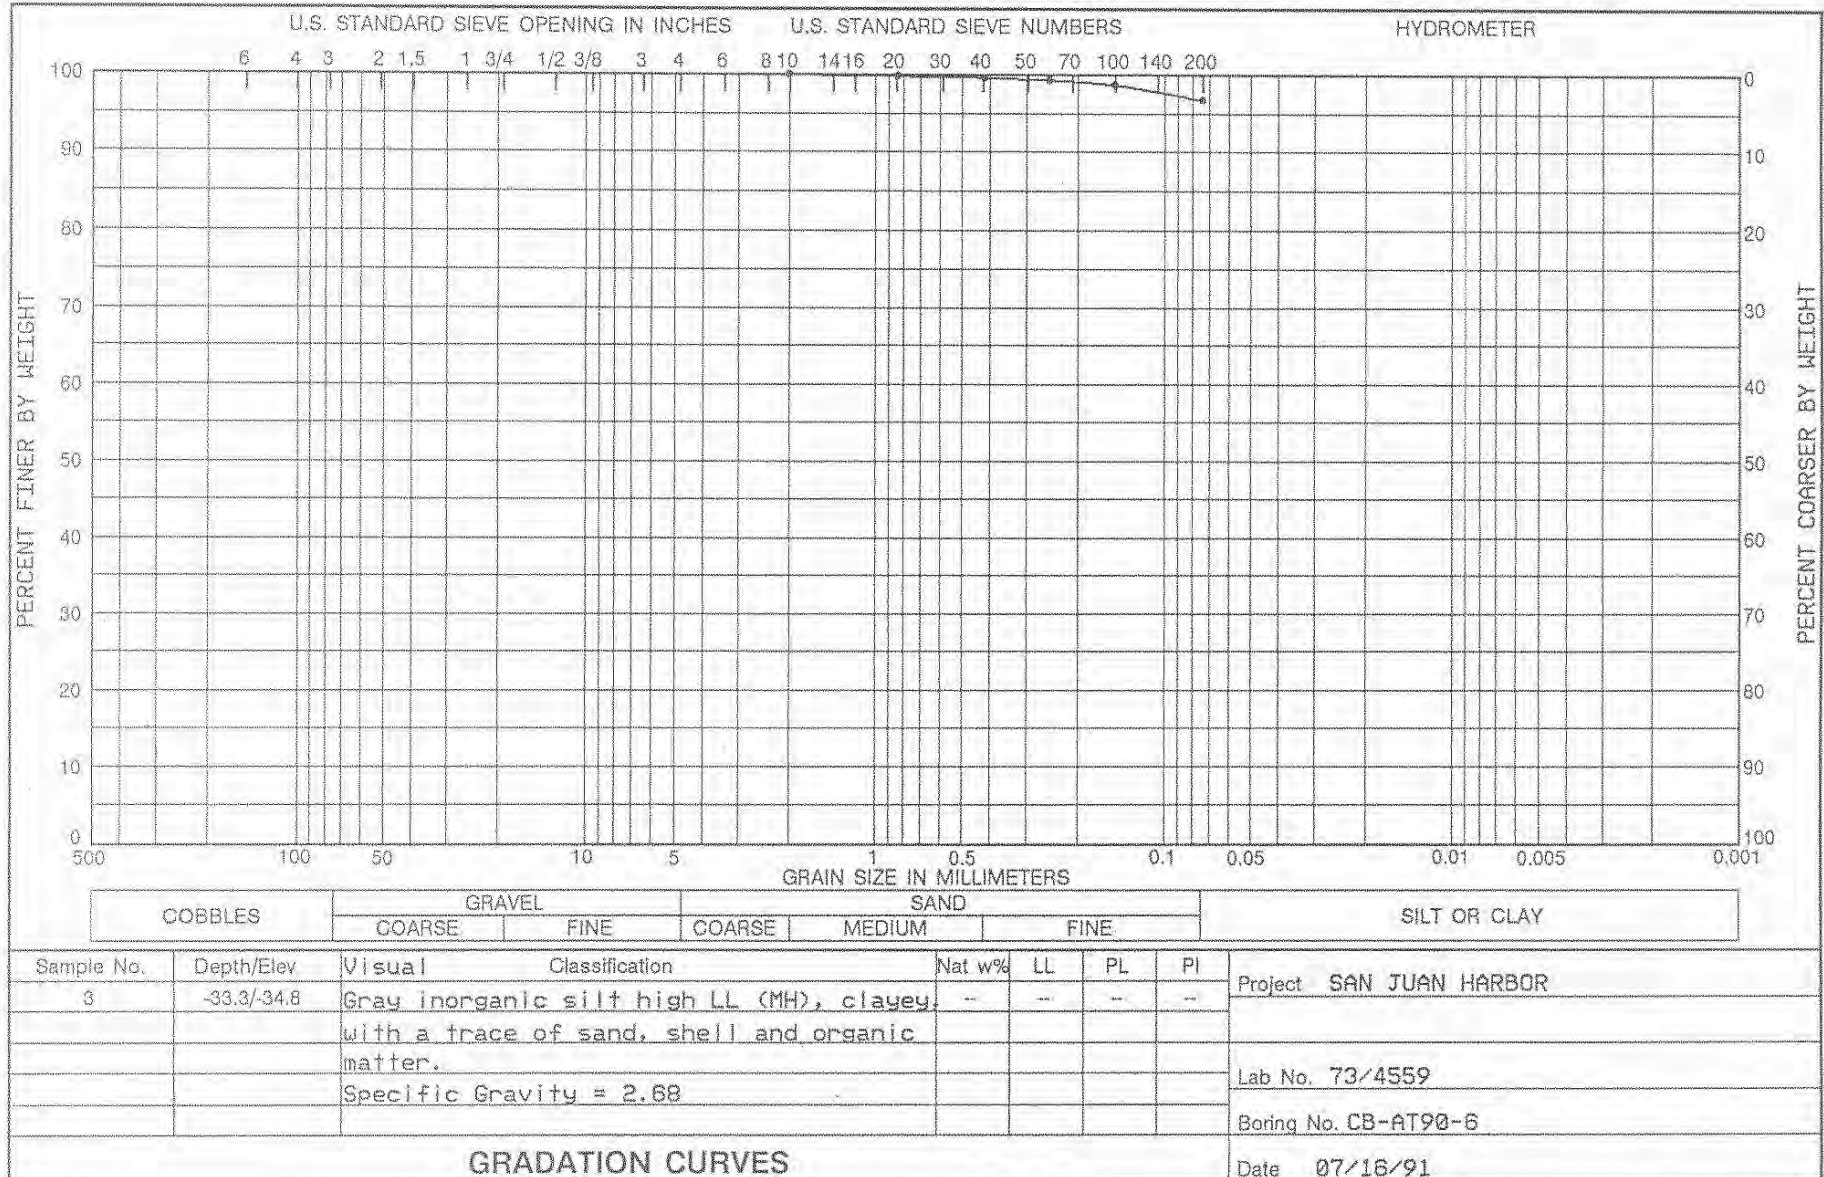 U.S. STANDARD SIEVE OPENING IN INCHES U.S. STANDARD SIEVE NUMBERS HYDROMETER
6 4 3 2 1.5 1 3/4 1/2 3/8 3 4 6 8 10 14 16 20 30 40 50 70 100 140 200
100 0
90 10
80 20
70 30
60 40
50 50
40 60
30 70
20 80
10 90
0 100
PERCENT FINER BY WEIGHT
PERCENT COARSER BY WEIGHT
500 100 50 10 5 1 0.5 0.1 0.05 0.01 0.005 0.001
GRAIN SIZE IN MILLIMETERS
COBBLES GRAVEL SAND SILT OR CLAY
COARSE FINE COARSE MEDIUM FINE
Sample No. Depth/Elev Visual Classification Nat w% LL PL PI
3 -33.3/-34.8 Gray inorganic silt high LL (MH), clayey, -- -- -- --
with a trace of sand, shell and organic
matter.
Specific Gravity = 2.68
Project SAN JUAN HARBOR
Lab No. 73/4559
Boring No. CB-AT90-6
GRADATION CURVES
Date 07/16/91